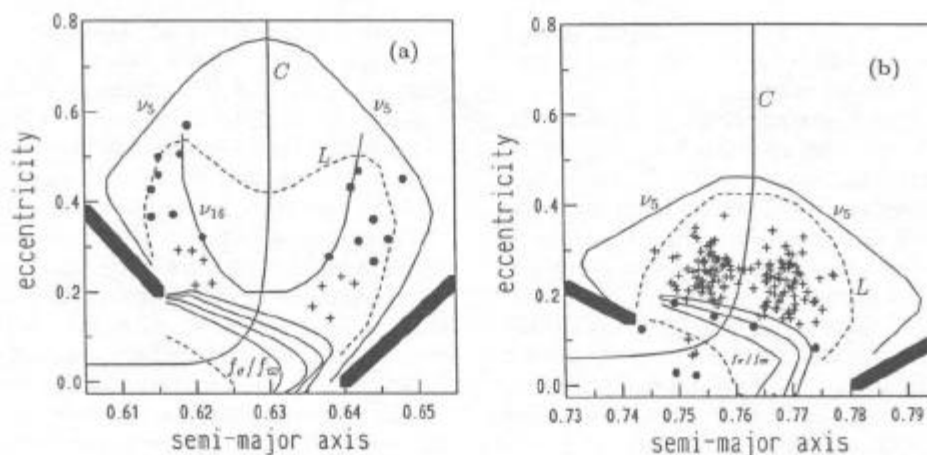 (a)
0.8
0.6
0.4
0.2
0.0
eccentricity
ν5
C
ν5
L
ν16
fσ/fϖ
0.61 0.62 0.63 0.64 0.65
semi-major axis
(b)
0.8
0.6
0.4
0.2
0.0
eccentricity
C
ν5
ν5
L
0.73 0.74 0.75 0.76 0.77 0.78 0.79
semi-major axis